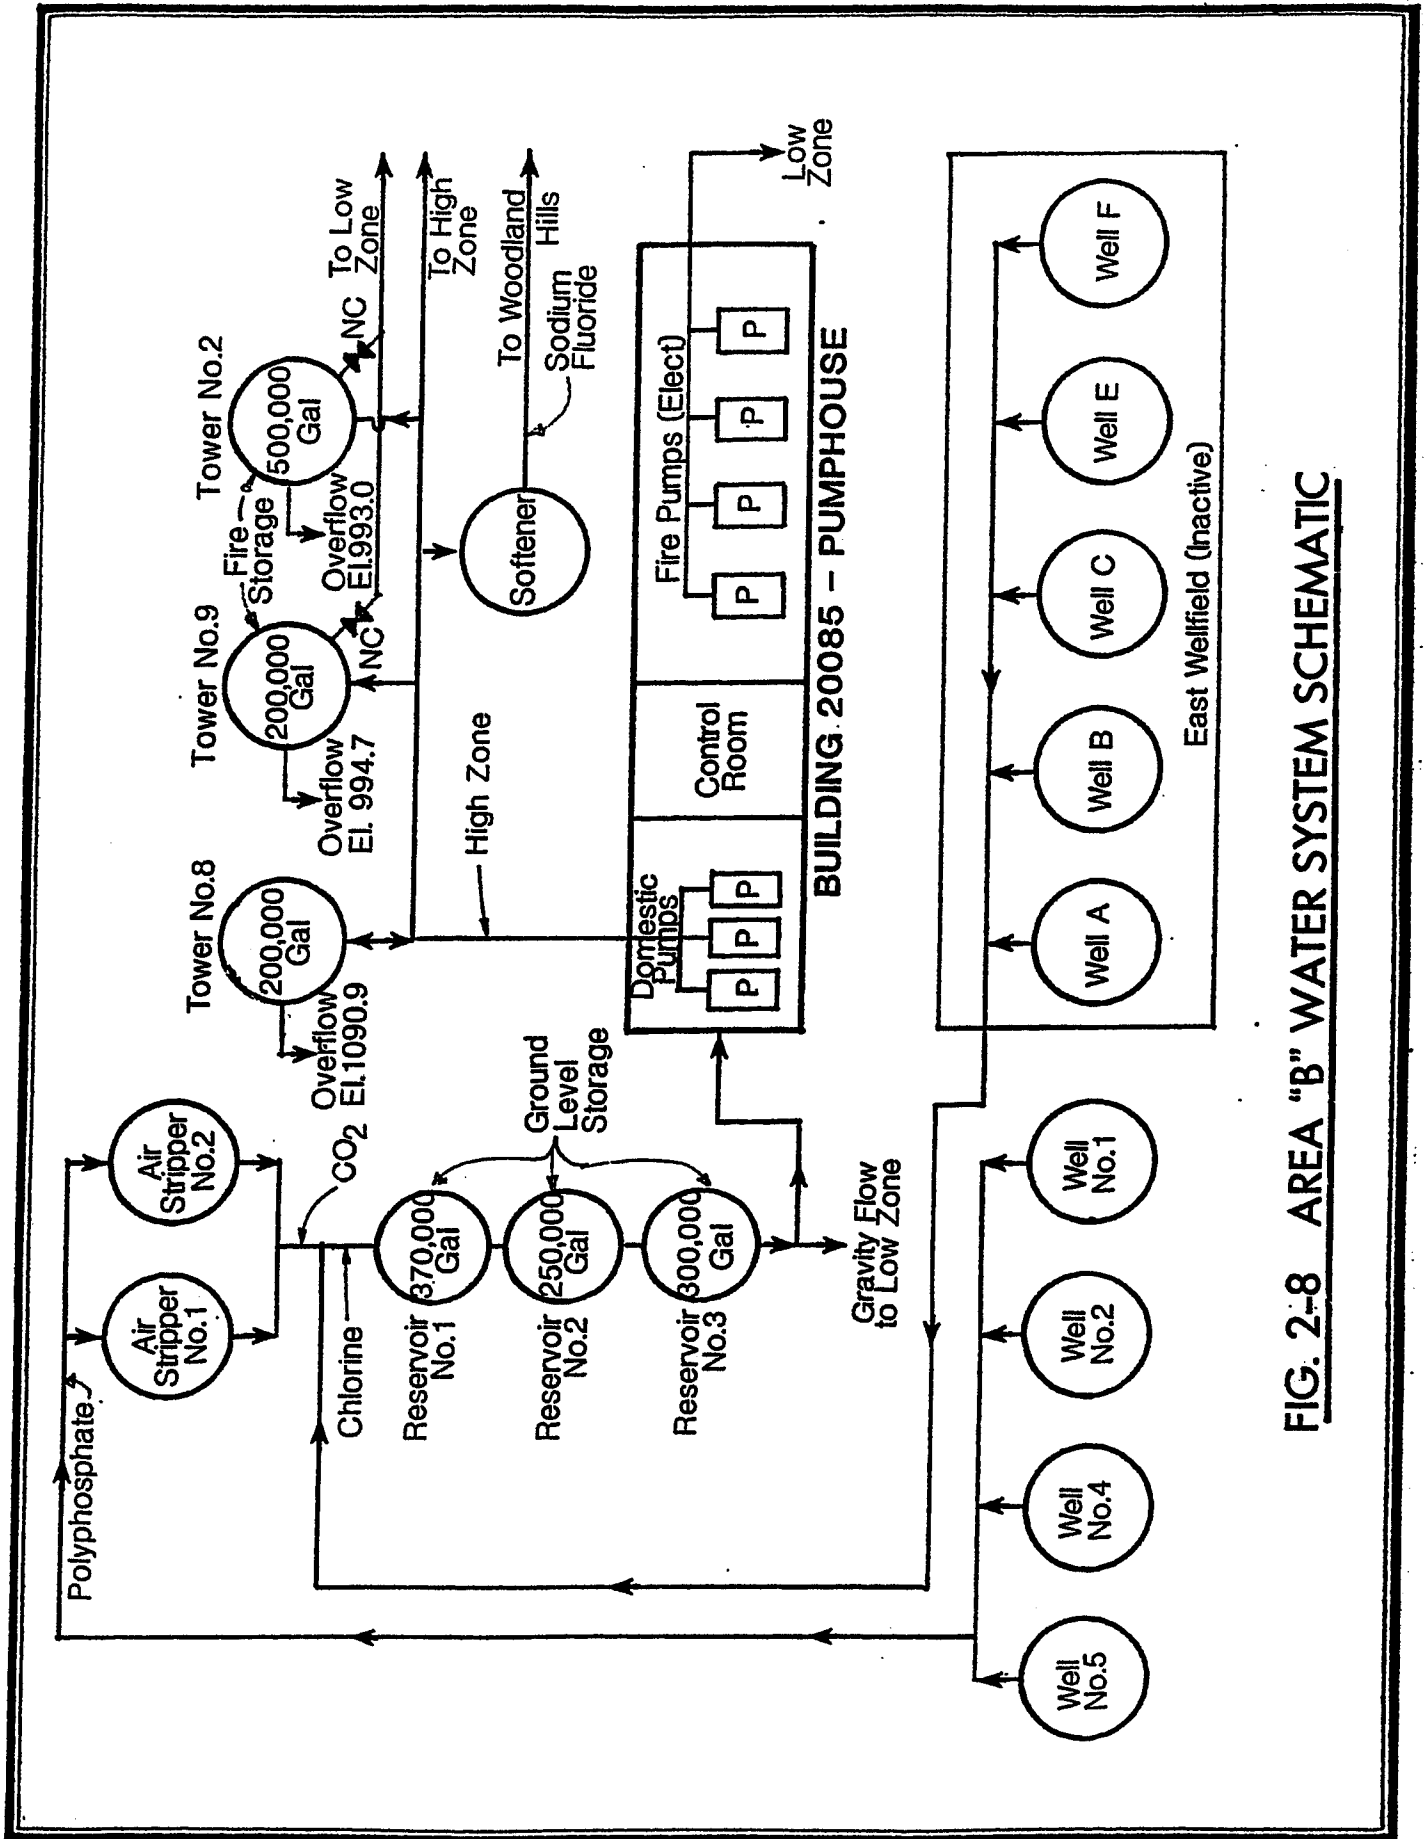 Polyphosphate
Air
Stripper
No.1
Air
Stripper
No.2
CO2
Chlorine
Reservoir
No.1
370,000
Gal
Reservoir
No.2
250,000
Gal
Reservoir
No.3
300,000
Gal
Ground
Level
Storage
Gravity Flow
to Low Zone
Tower No.8
200,000
Gal
Overflow
El.1090.9
Tower No.9
200,000
Gal
Overflow
El. 994.7
NC
Fire
Storage
Tower No.2
500,000
Gal
Overflow
El.993.0
NC
To Low
Zone
To High
Zone
High Zone
Softener
To Woodland
Hills
Sodium
Fluoride
Domestic
Pumps
P
P
P
Control
Room
Fire Pumps (Elect)
P
P
P
P
Low
Zone
BUILDING 20085 – PUMPHOUSE
Well
No.5
Well
No.4
Well
No.2
Well
No.1
Well A
Well B
Well C
Well E
Well F
East Wellfield (Inactive)
FIG. 2-8 AREA "B" WATER SYSTEM SCHEMATIC